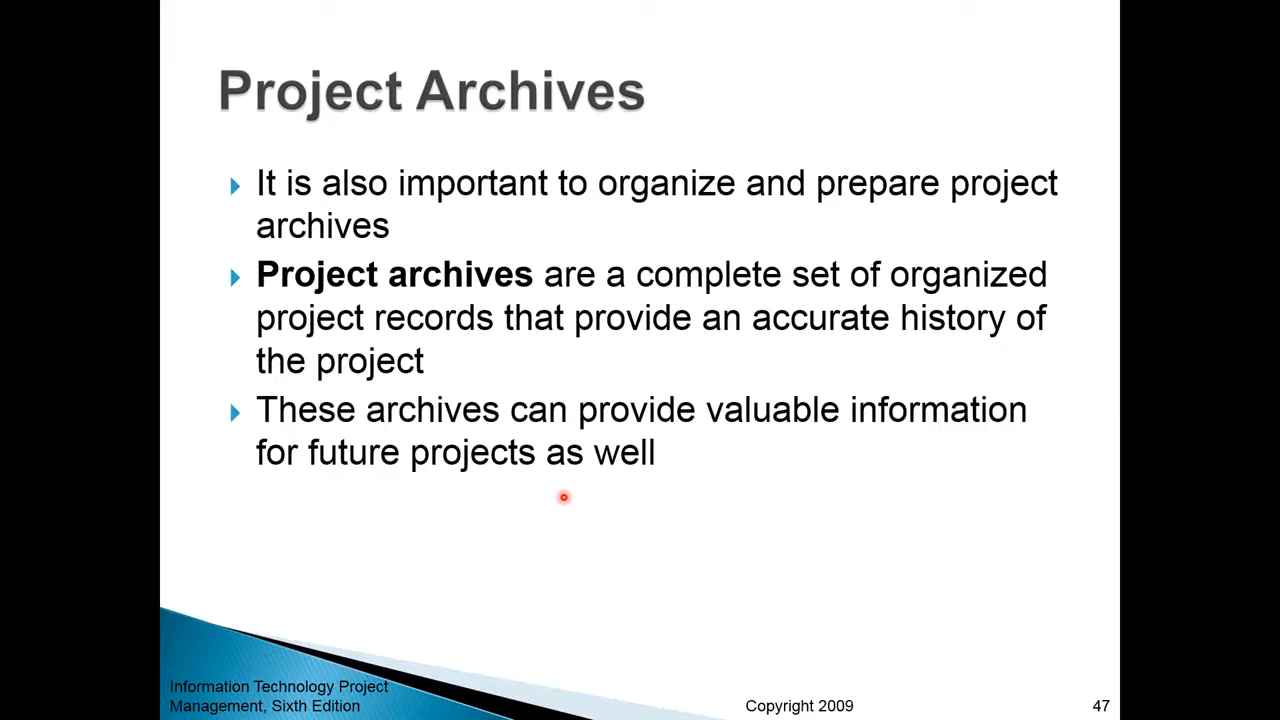 Project Archives
It is also important to organize and prepare project
archives
Project archives are a complete set of organized
project records that provide an accurate history of
the project
These archives can provide valuable information
for future projects as well
Information Technology Project
Management, Sixth Edition
Copyright 2009
47